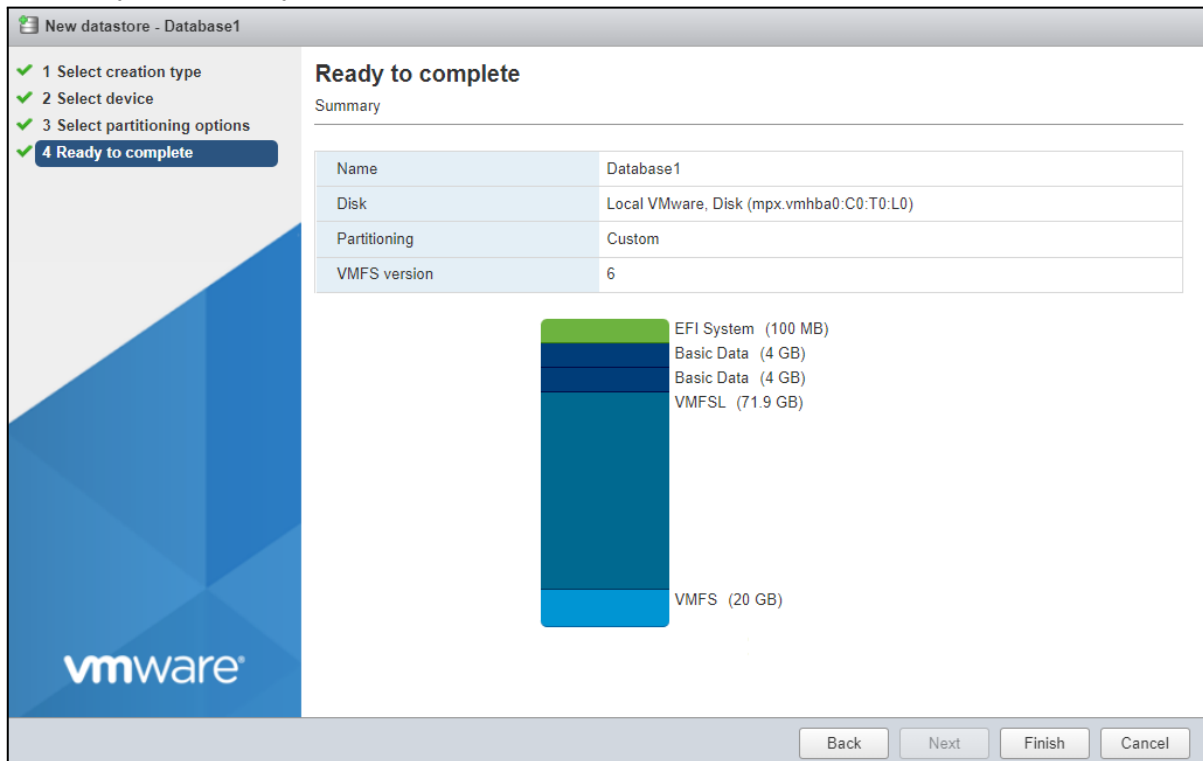 New datastore - Database1
1 Select creation type
2 Select device
3 Select partitioning options
4 Ready to complete
Ready to complete
Summary
Name Database1
Disk Local VMware, Disk (mpx.vmhba0:C0:T0:L0)
Partitioning Custom
VMFS version 6
EFI System (100 MB)
Basic Data (4 GB)
Basic Data (4 GB)
VMFSL (71.9 GB)
VMFS (20 GB)
vmware®
Back Next Finish Cancel